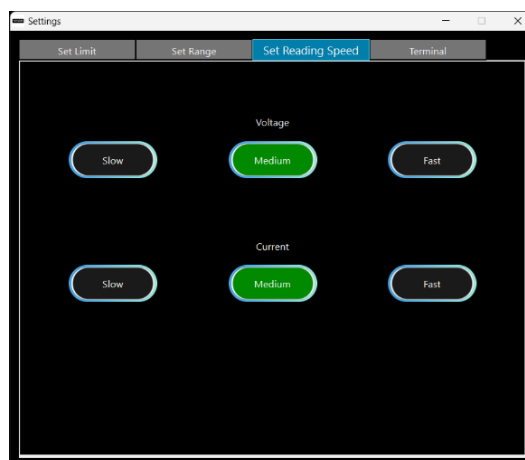 Settings
Set Limit Set Range Set Reading Speed Terminal
Voltage
Slow Medium Fast
Current
Slow Medium Fast